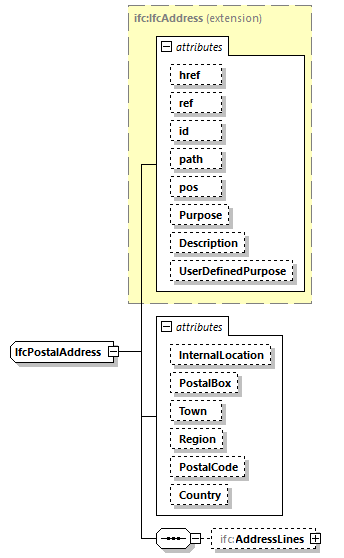 ifc:IfcAddress (extension)
attributes
href
ref
id
path
pos
Purpose
Description
UserDefinedPurpose
IfcPostalAddress
attributes
InternalLocation
PostalBox
Town
Region
PostalCode
Country
ifc:AddressLines